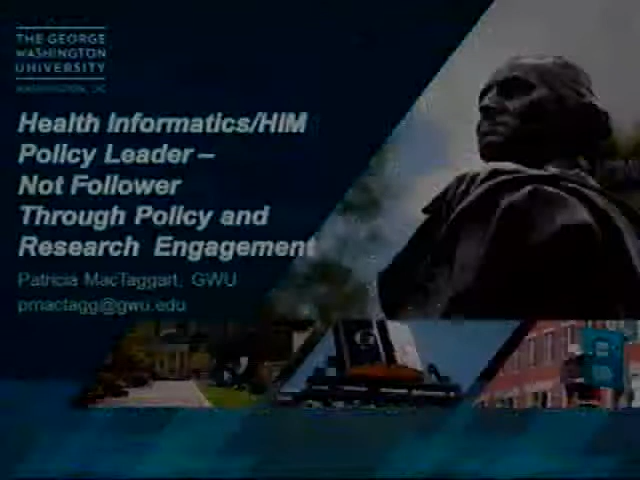 THE GEORGE
WASHINGTON
UNIVERSITY
WASHINGTON, DC
Health Informatics/HIM
Policy Leader –
Not Follower
Through Policy and
Research Engagement
Patricia MacTaggart, GWU
pmactagg@gwu.edu